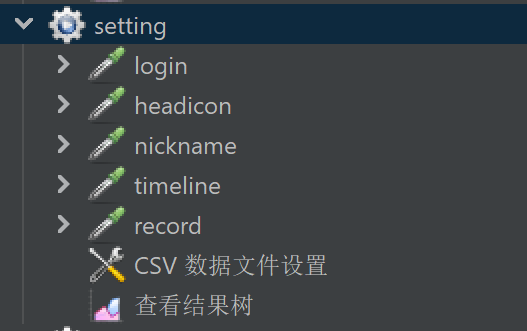 setting
login
headicon
nickname
timeline
record
CSV 数据文件设置
查看结果树